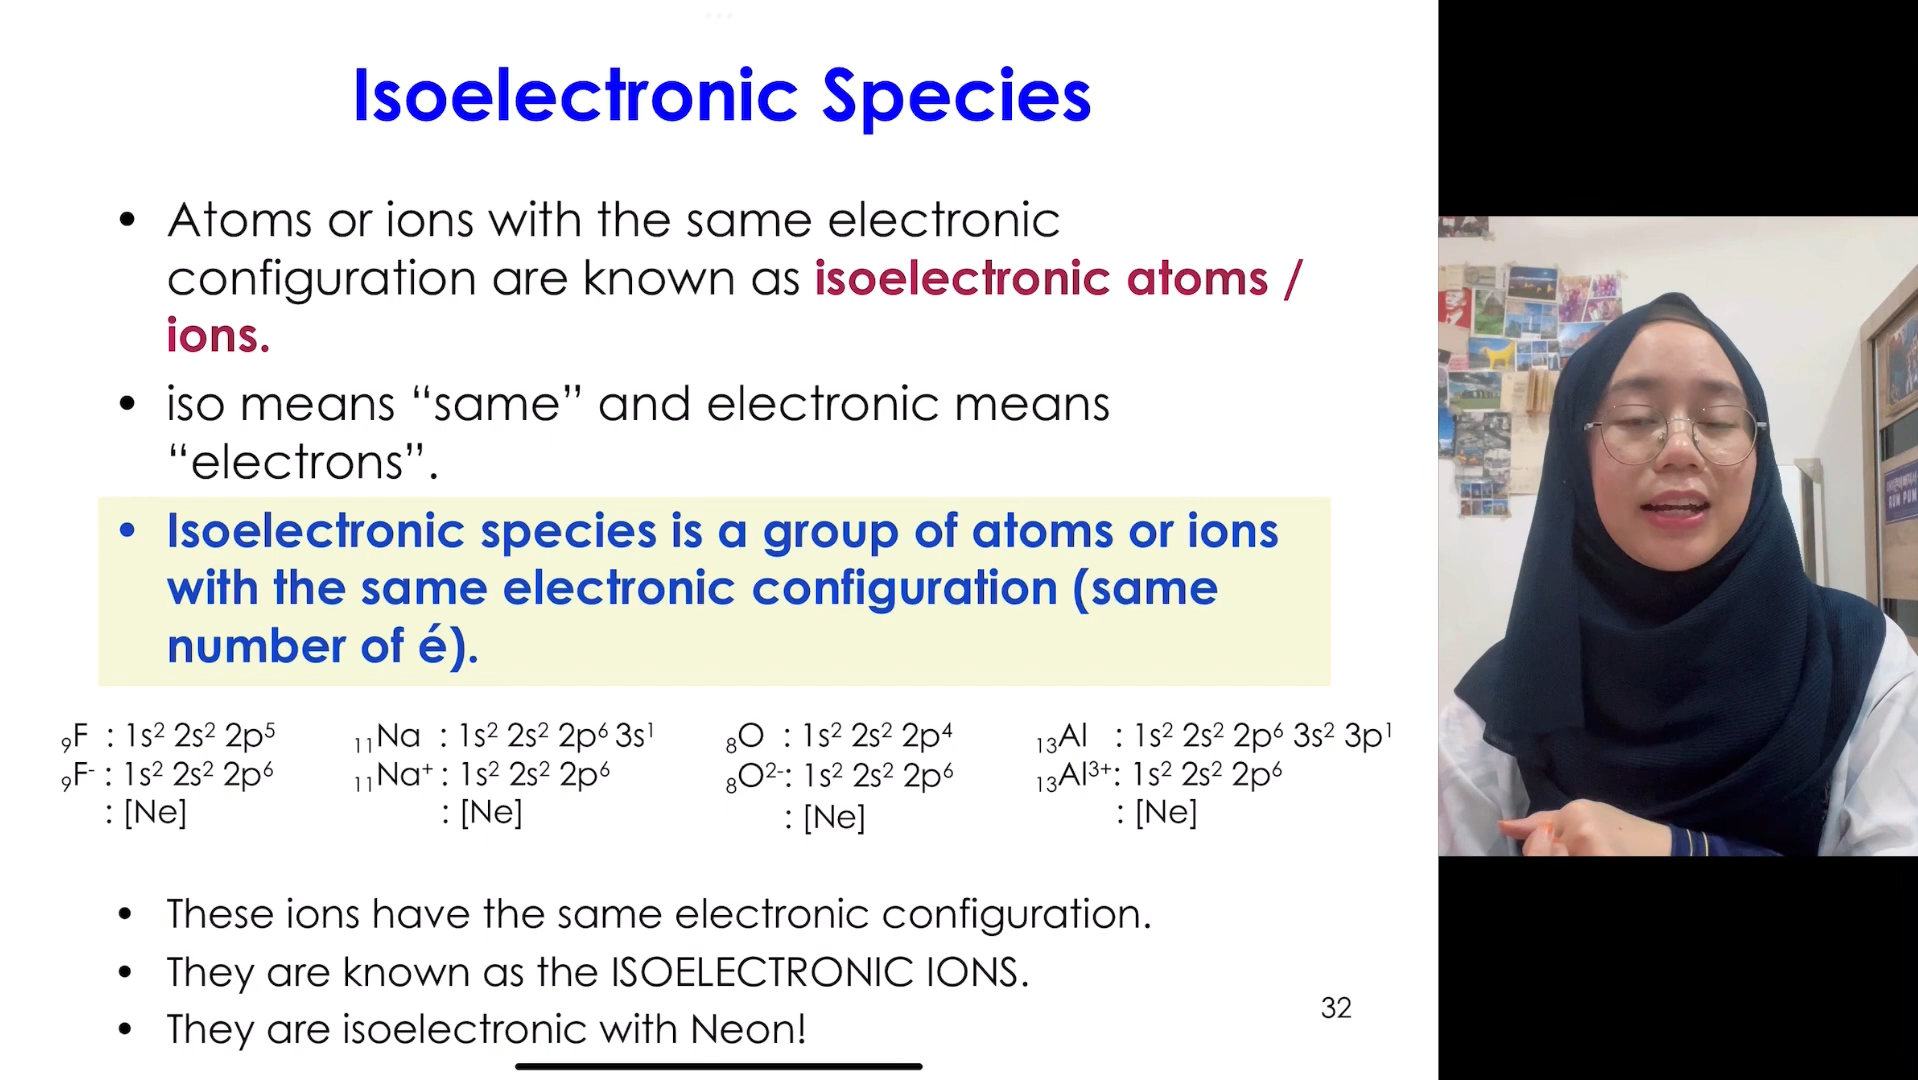 Isoelectronic Species
• Atoms or ions with the same electronic
configuration are known as isoelectronic atoms /
ions.
• iso means “same” and electronic means
“electrons”.
• Isoelectronic species is a group of atoms or ions
with the same electronic configuration (same
number of é).
₉F : 1s² 2s² 2p⁵
₉F⁻ : 1s² 2s² 2p⁶
: [Ne]
₁₁Na : 1s² 2s² 2p⁶ 3s¹
₁₁Na⁺ : 1s² 2s² 2p⁶
: [Ne]
₈O : 1s² 2s² 2p⁴
₈O²⁻: 1s² 2s² 2p⁶
: [Ne]
₁₃Al : 1s² 2s² 2p⁶ 3s² 3p¹
₁₃Al³⁺: 1s² 2s² 2p⁶
: [Ne]
• These ions have the same electronic configuration.
• They are known as the ISOELECTRONIC IONS.
• They are isoelectronic with Neon!
32